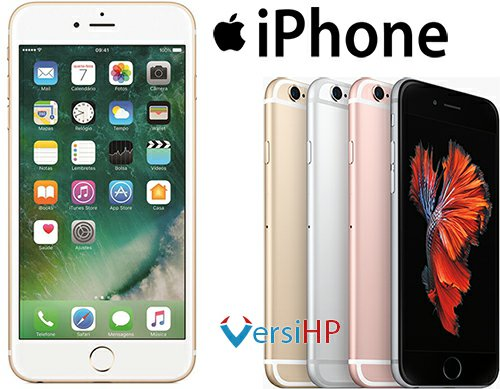 iPhone
09:41
100%
Mail
Calendário
Fotos
Câmera
Mapas
Relógio
Tempo
Wallet
Notas
Lembretes
Bolsa
Vídeos
iBooks
iTunes Store
App Store
Casa
Saúde
Ajustes
Telefone
Safari
Mensagens
Música
VersiHP